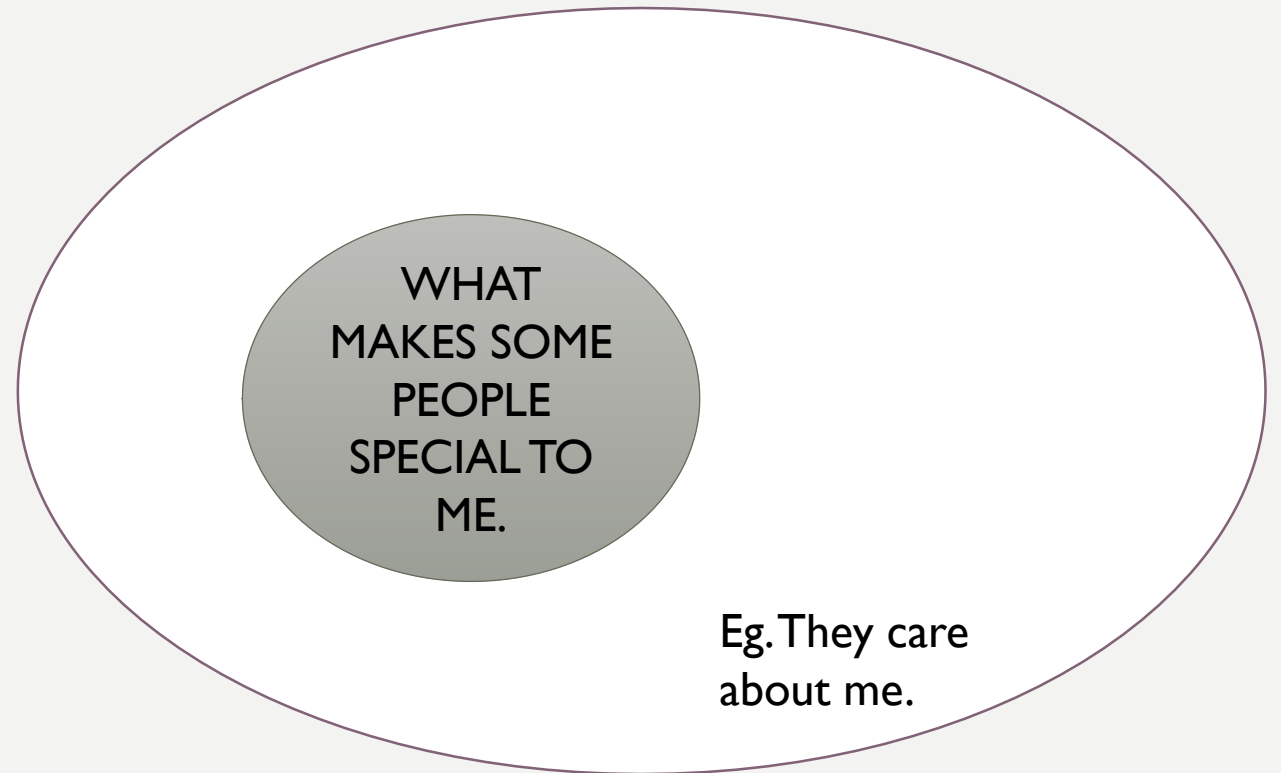 WHAT
MAKES SOME
PEOPLE
SPECIAL TO
ME.
Eg. They care
about me.